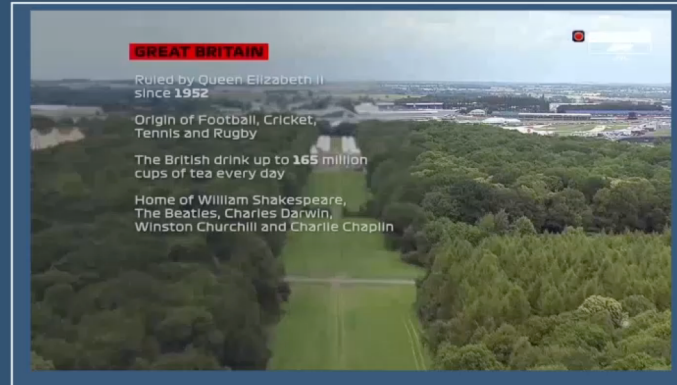 GREAT BRITAIN
Ruled by Queen Elizabeth II
since 1952
Origin of Football, Cricket,
Tennis and Rugby
The British drink up to 165 million
cups of tea every day
Home of William Shakespeare,
The Beatles, Charles Darwin,
Winston Churchill and Charlie Chaplin